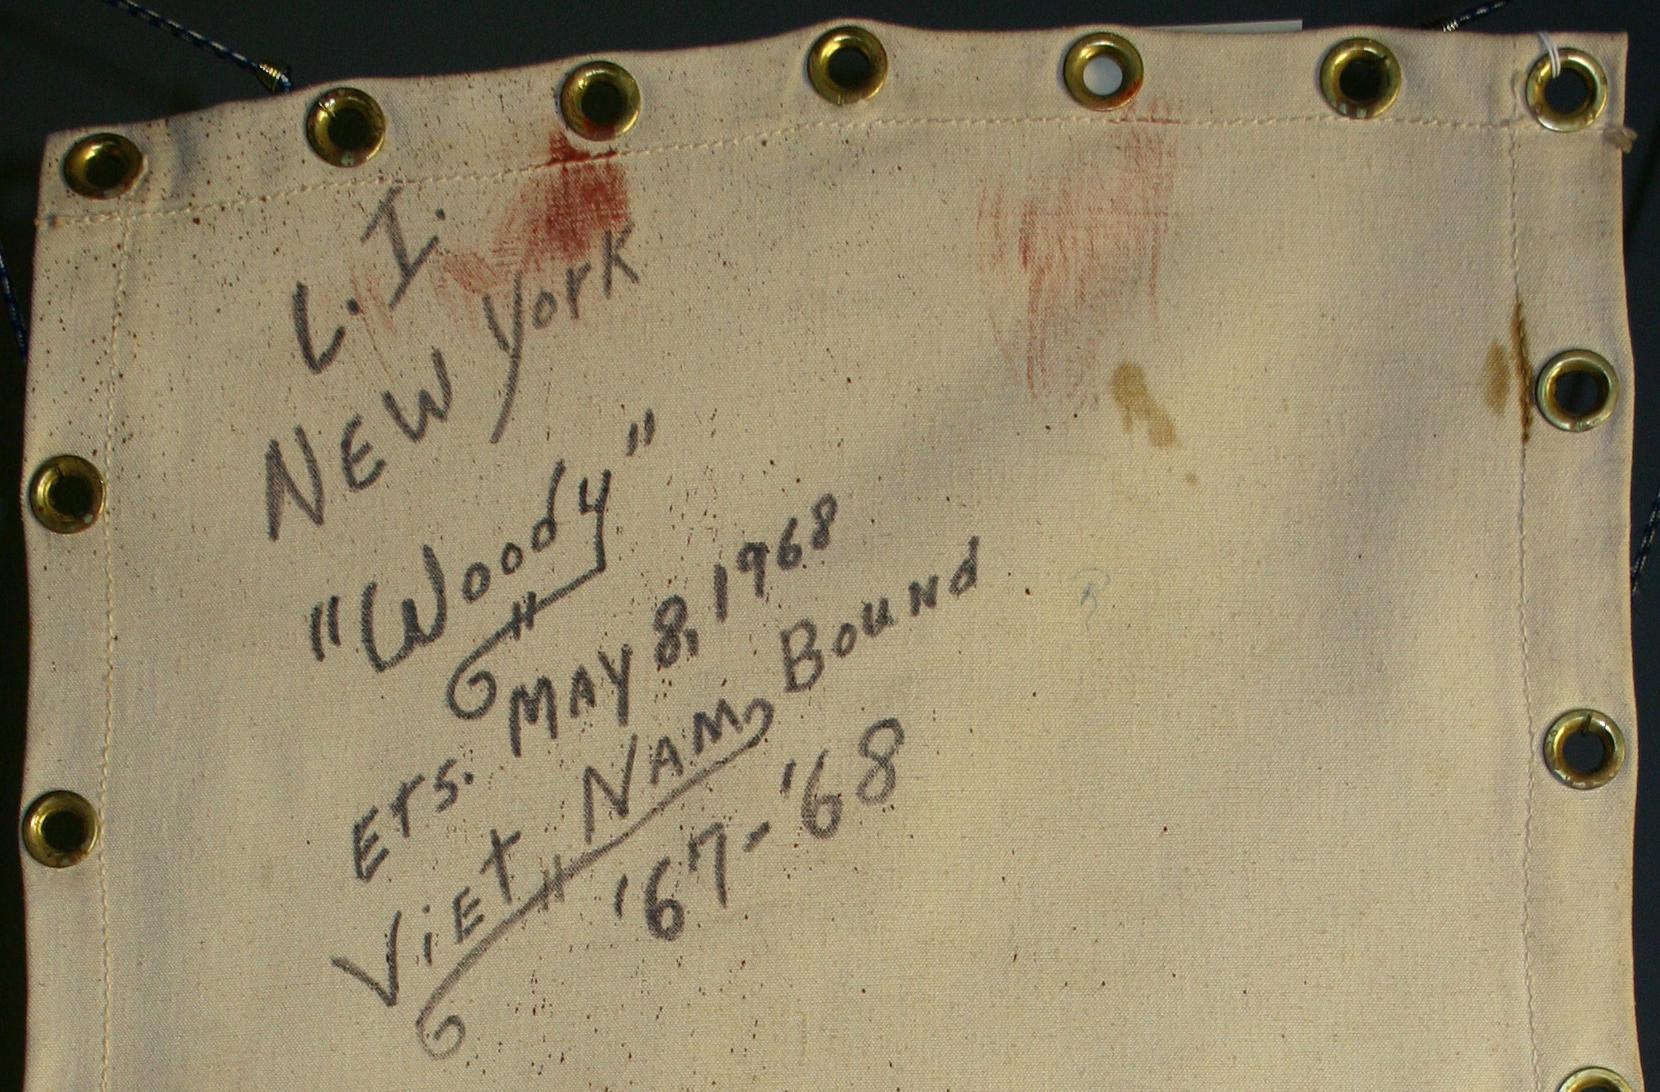 L. I.
NEW York
"Woody"
ETS. MAY 8, 1968
ViET NAM Bound
'67-'68